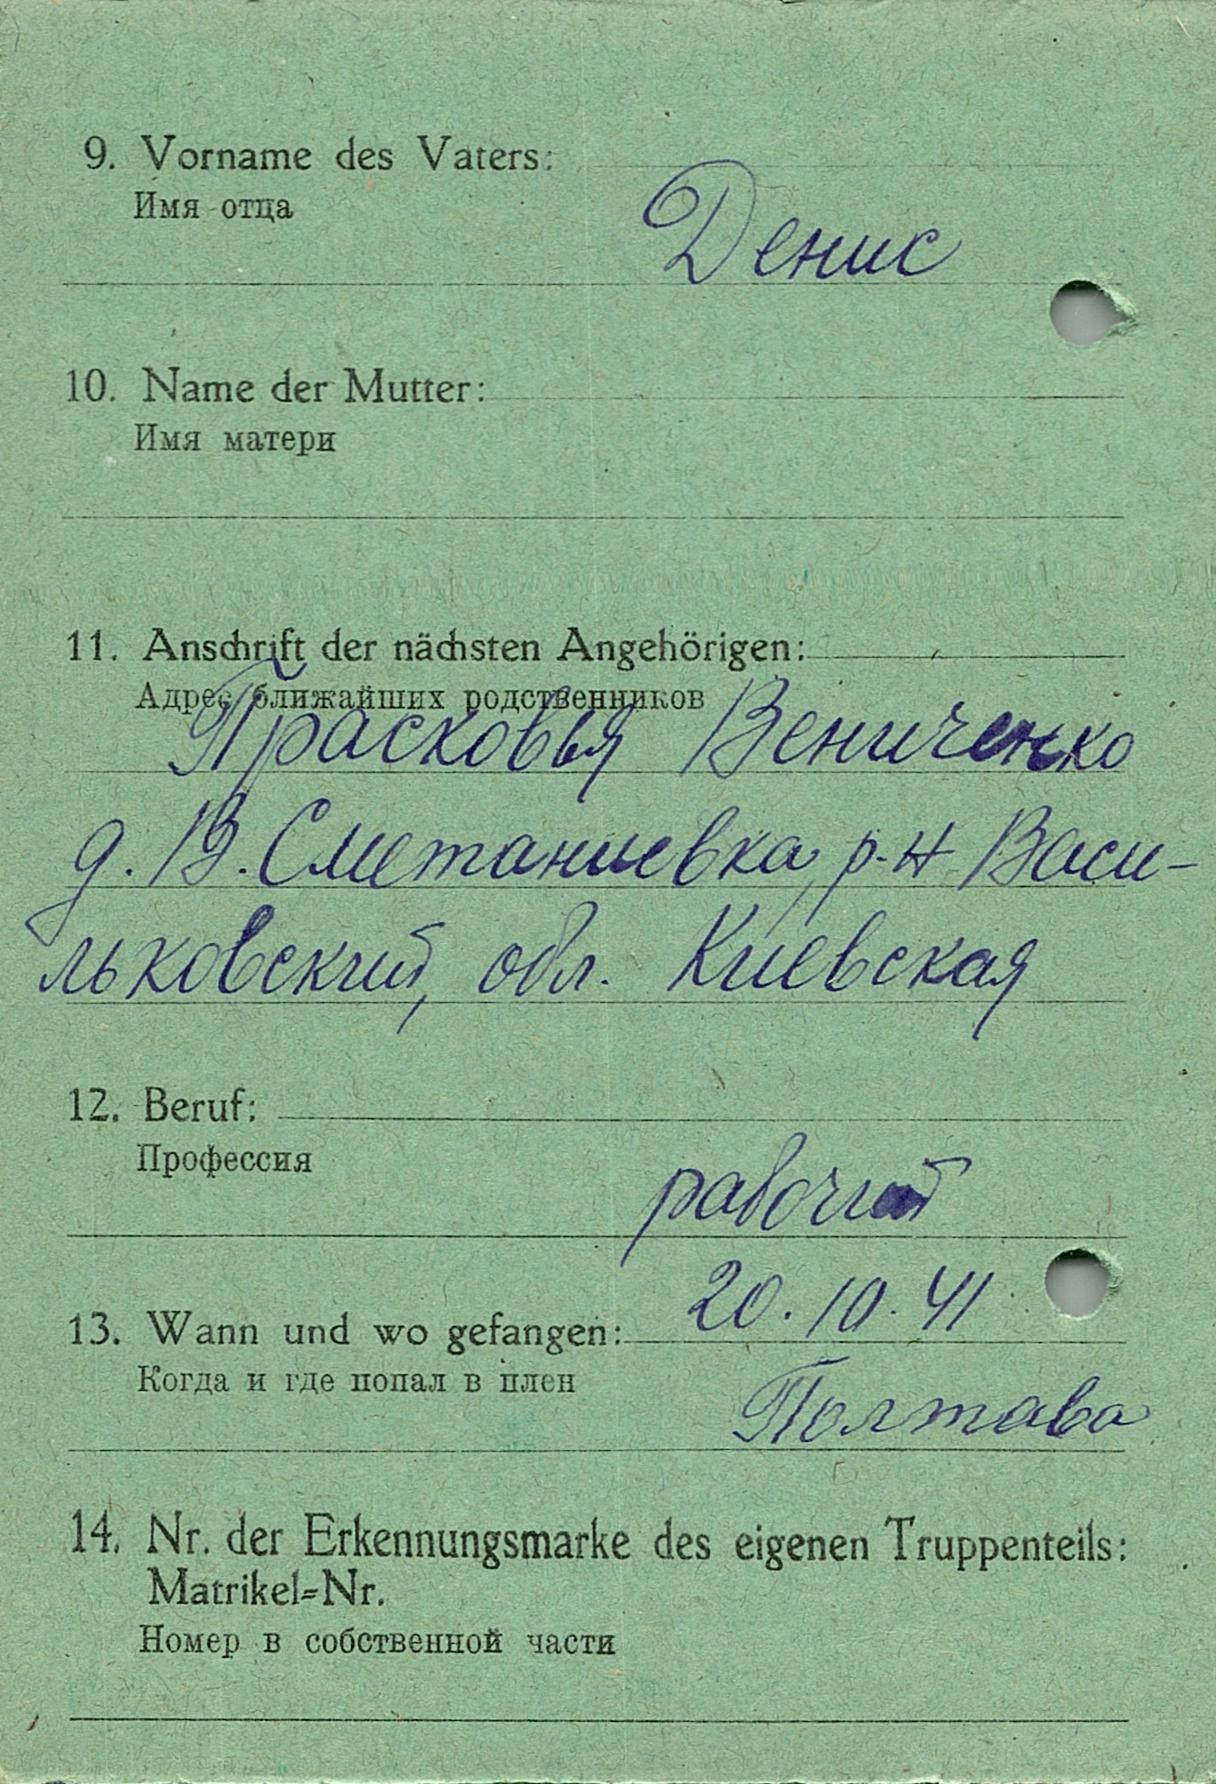 9. Vorname des Vaters:
Имя отца
Денис
10. Name der Mutter:
Имя матери
11. Anschrift der nächsten Angehörigen:
Адрес ближайших родственников
Прасковья Вениченко
д. В. Сметаниевка, р-н Васи-
льковский, обл. Киевская
12. Beruf:
Профессия
рабочий
20.10.41
13. Wann und wo gefangen:
Когда и где попал в плен
Полтава
14. Nr. der Erkennungsmarke des eigenen Truppenteils:
Matrikel=Nr.
Номер в собственной части